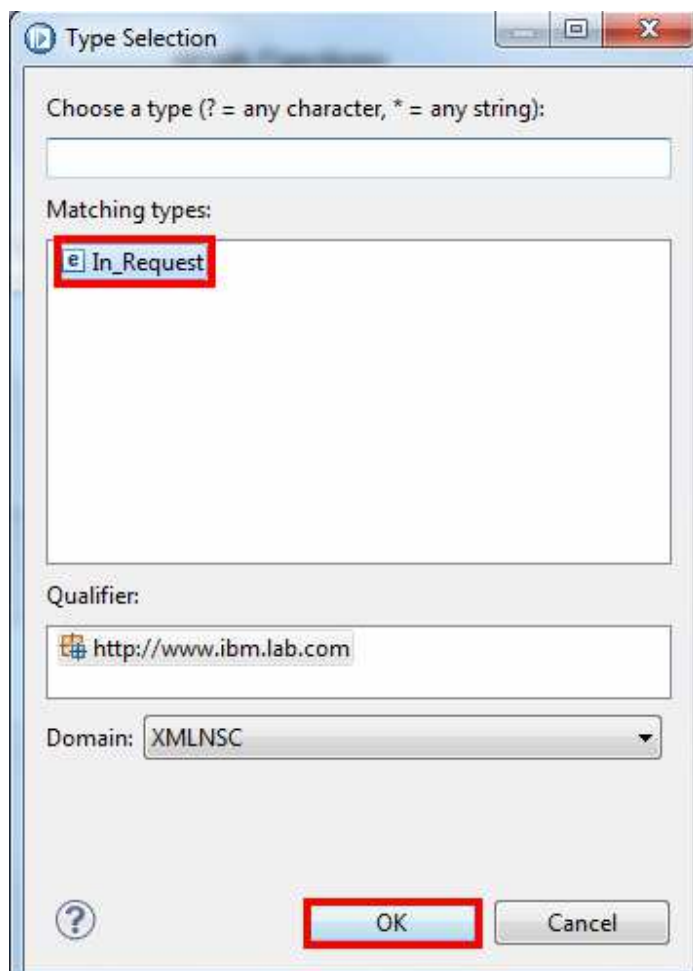 Type Selection
Choose a type (? = any character, * = any string):
Matching types:
e In_Request
Qualifier:
http://www.ibm.lab.com
Domain: XMLNSC
? OK Cancel